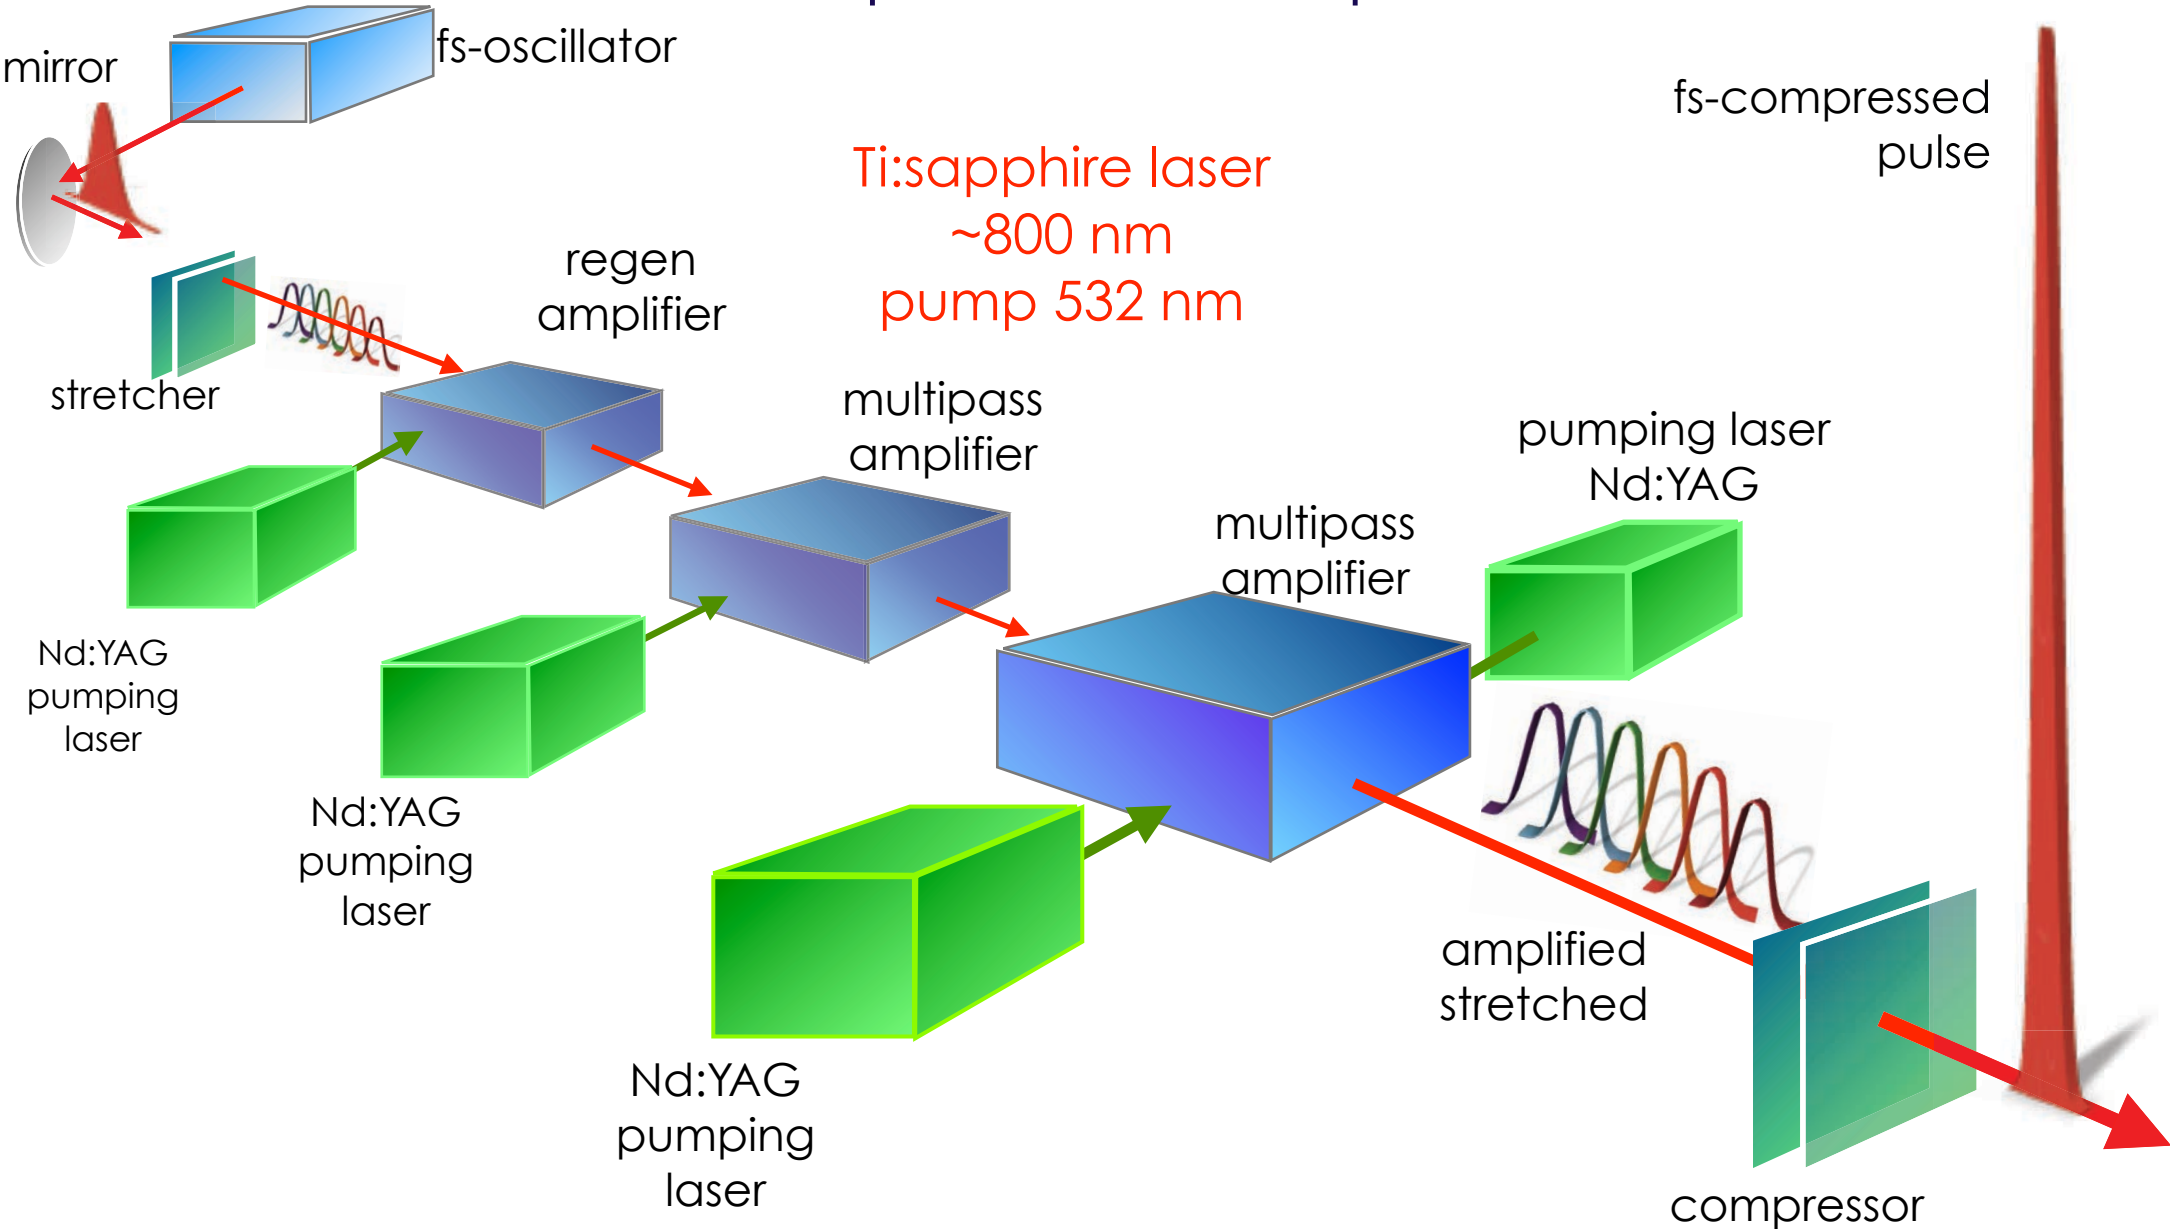 fs-oscillator
mirror
fs-compressed
pulse
Ti:sapphire laser
~800 nm
pump 532 nm
regen
amplifier
stretcher
multipass
amplifier
pumping laser
Nd:YAG
multipass
amplifier
Nd:YAG
pumping
laser
Nd:YAG
pumping
laser
amplified
stretched
Nd:YAG
pumping
laser
compressor